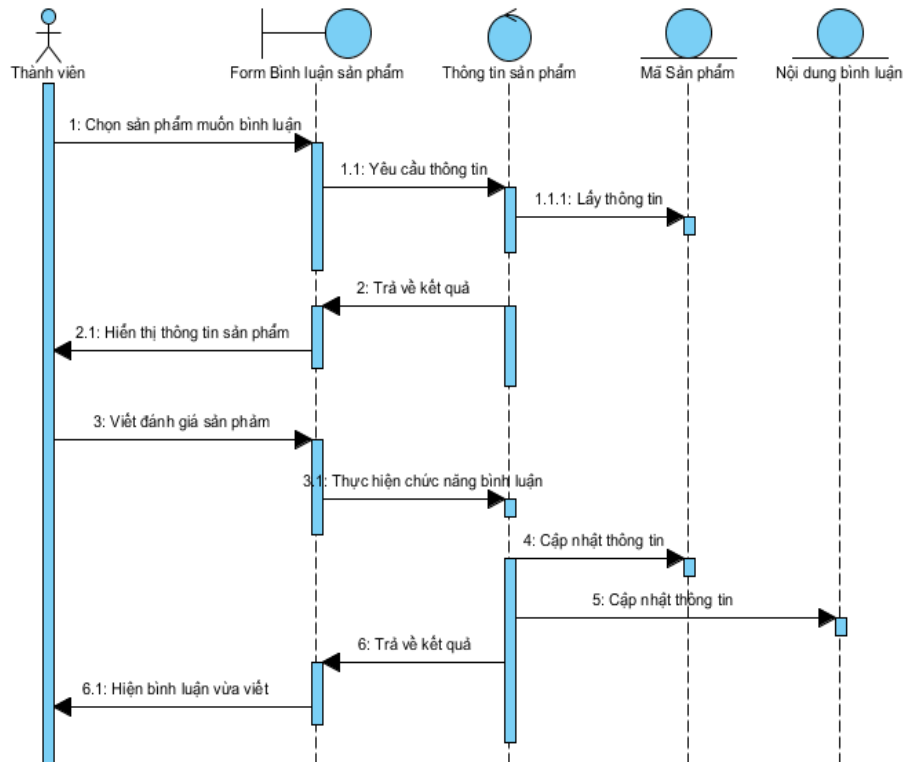 Thành viên
Form Bình luận sản phẩm
Thông tin sản phẩm
Mã Sản phẩm
Nội dung bình luận
1: Chọn sản phẩm muốn bình luận
1.1: Yêu cầu thông tin
1.1.1: Lấy thông tin
2: Trả về kết quả
2.1: Hiển thị thông tin sản phẩm
3: Viết đánh giá sản phảm
3.1: Thực hiện chức năng bình luận
4: Cập nhật thông tin
5: Cập nhật thông tin
6: Trả về kết quả
6.1: Hiện bình luận vừa viết